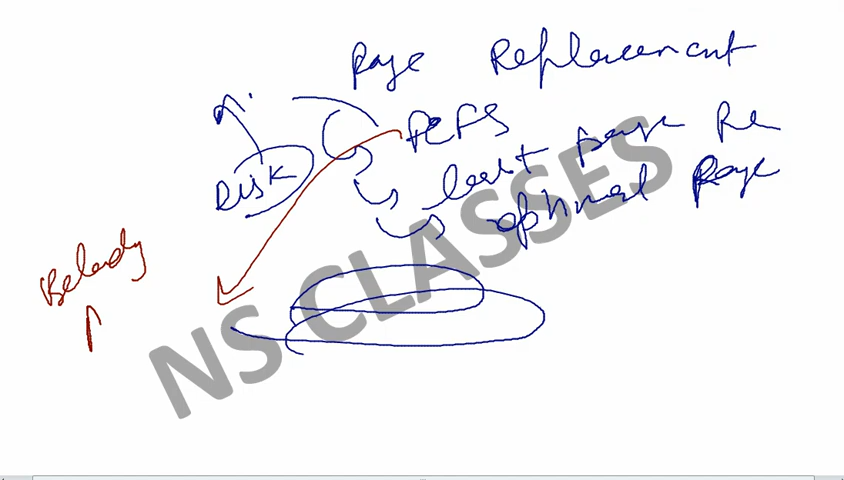 Page Replacement
FCFS
Disk
least page Re
optimal page
Belady
NS CLASSES